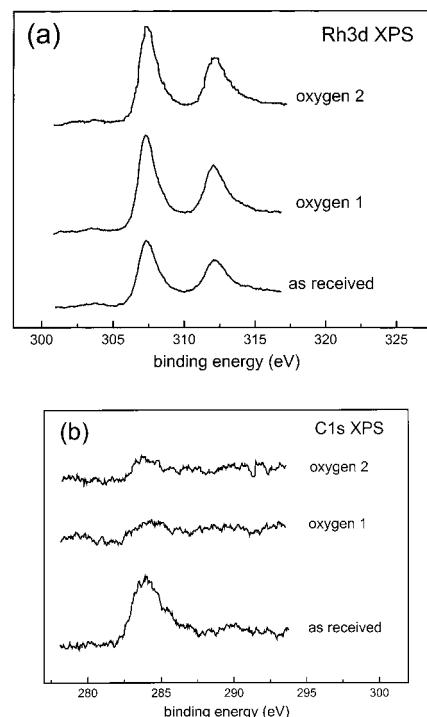 (a)
Rh3d XPS
oxygen 2
oxygen 1
as received
300 305 310 315 320 325
binding energy (eV)
(b)
C1s XPS
oxygen 2
oxygen 1
as received
280 285 290 295 300
binding energy (eV)